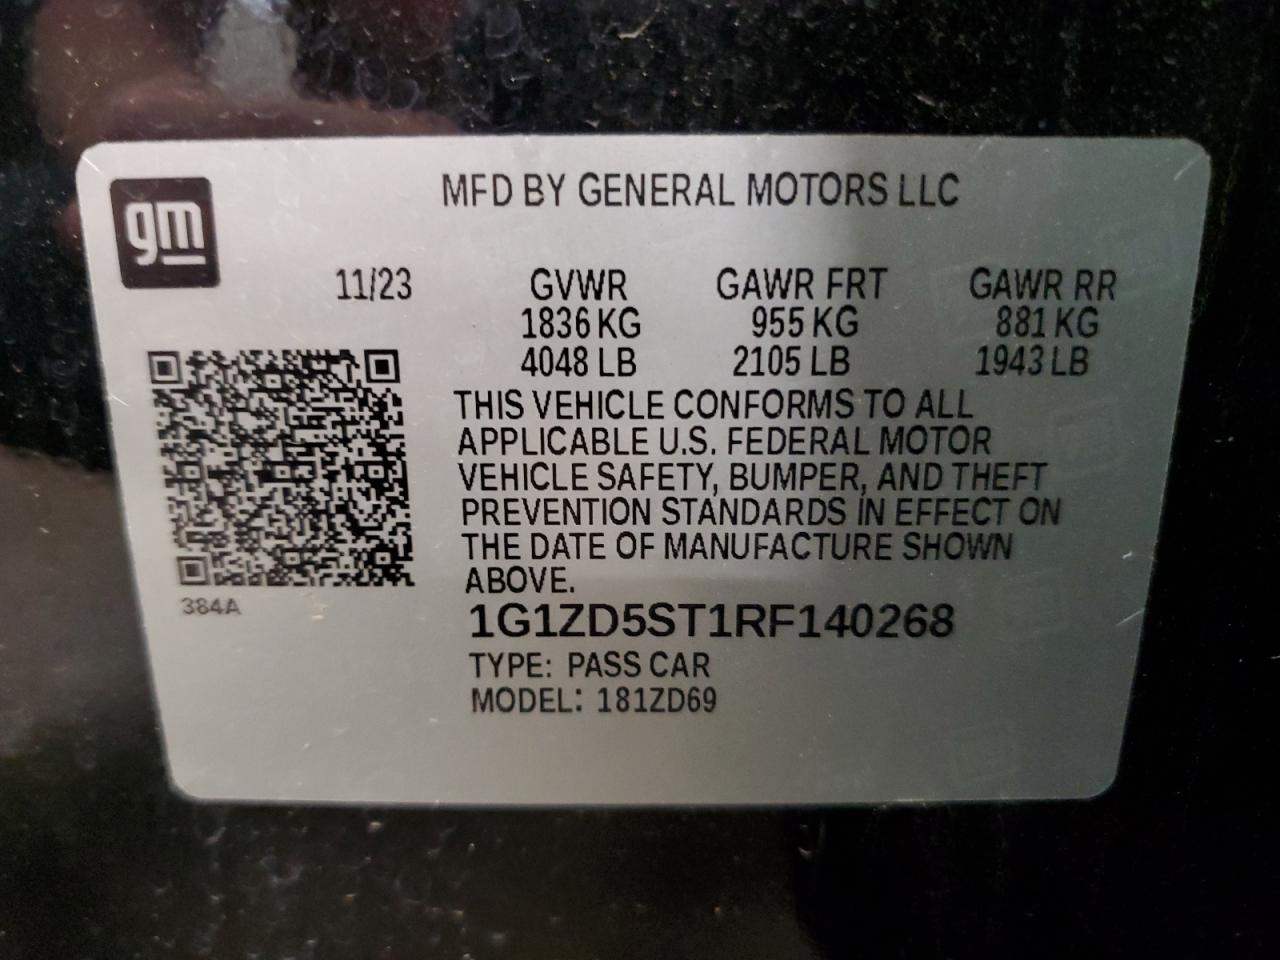 gm
MFD BY GENERAL MOTORS LLC
11/23 GVWR GAWR FRT GAWR RR
1836 KG 955 KG 881 KG
4048 LB 2105 LB 1943 LB
THIS VEHICLE CONFORMS TO ALL
APPLICABLE U.S. FEDERAL MOTOR
VEHICLE SAFETY, BUMPER, AND THEFT
PREVENTION STANDARDS IN EFFECT ON
THE DATE OF MANUFACTURE SHOWN
ABOVE.
384A
1G1ZD5ST1RF140268
TYPE: PASS CAR
MODEL: 181ZD69